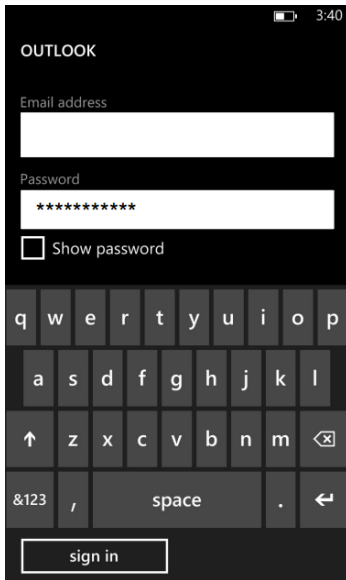 3:40
OUTLOOK
Email address
Password
***********
Show password
q w e r t y u i o p
a s d f g h j k l
z x c v b n m
&123 , space .
sign in